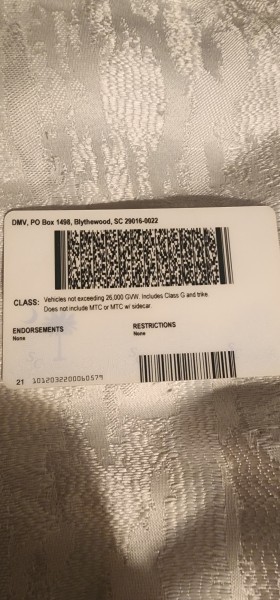 DMV, PO Box 1498, Blythewood, SC 29016-0022
CLASS: Vehicles not exceeding 26,000 GVW. Includes Class G and trike.
Does not include MTC or MTC w/ sidecar.
ENDORSEMENTS RESTRICTIONS
None None
21 1012032200060579